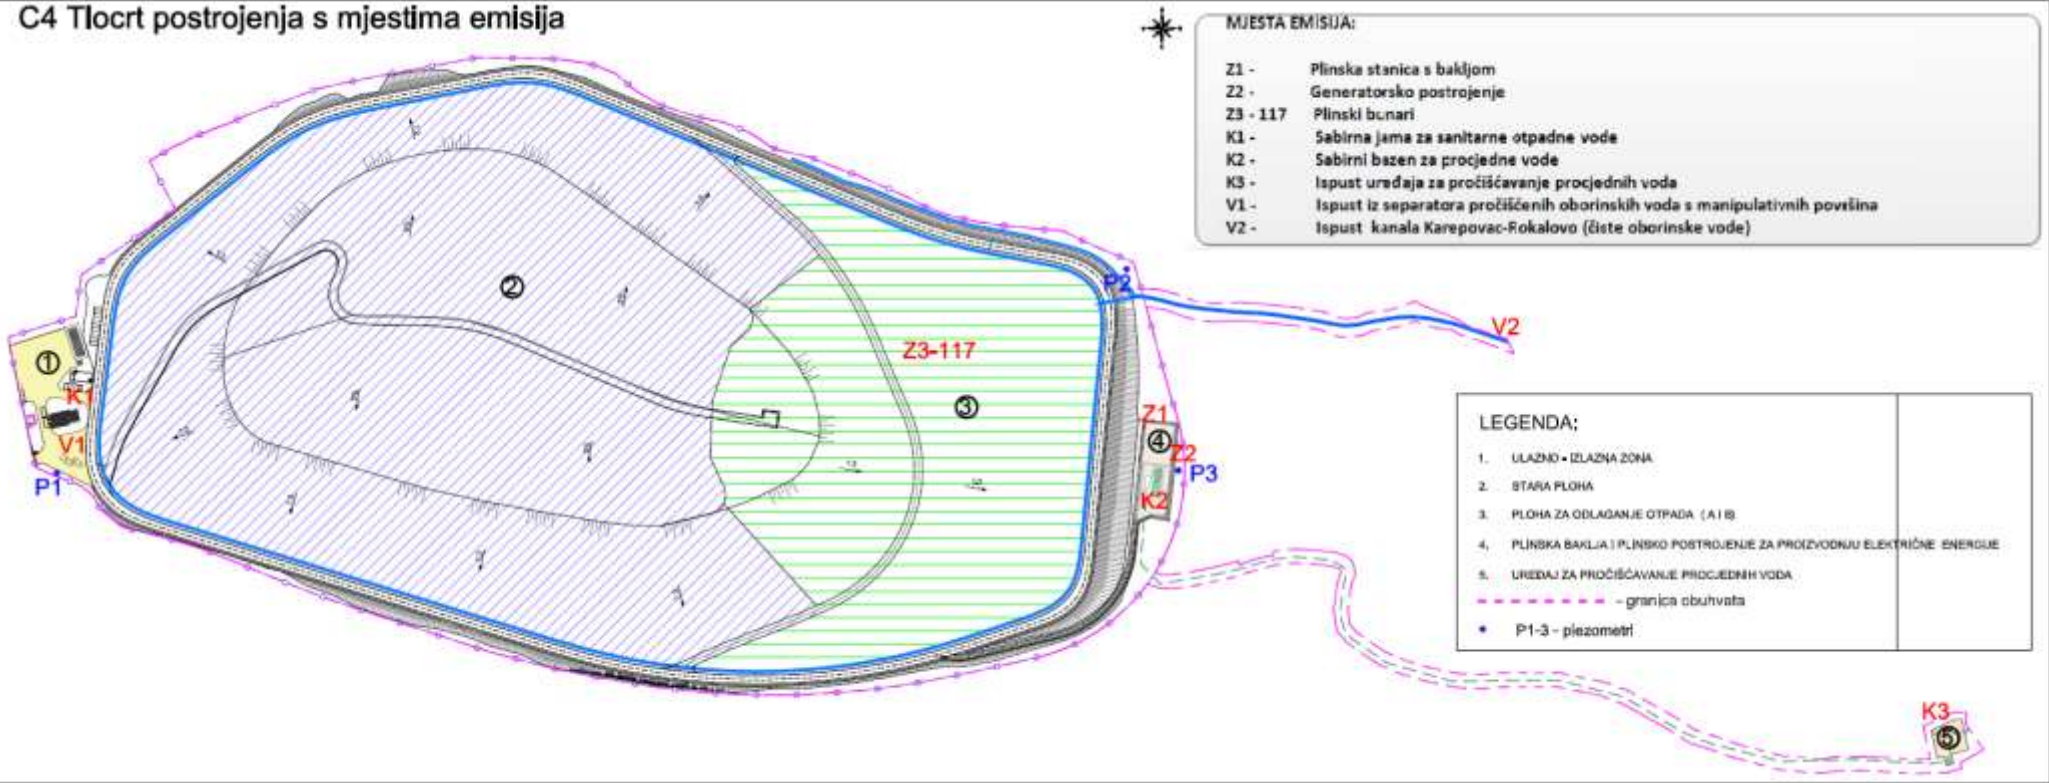 C4 Tlocrt postrojenja s mjestima emisija
MJESTA EMISIJA:
Z1 - Plinska stanica s bakljom
Z2 - Generatorsko postrojenje
Z3 - 117 Plinski bunari
K1 - Sabirna jama za sanitarne otpadne vode
K2 - Sabirni bazen za procjedne vode
K3 - Ispust uređaja za pročišćavanje procjednih voda
V1 - Ispust iz separatora pročišćenih oborinskih voda s manipulativnih površina
V2 - Ispust kanala Karepovac-Rokalovo (čiste oborinske vode)
P2
2
V2
1
Z3-117
K1
3
Z1
4
V1
Z2
P1
P3
K2
LEGENDA:
1. ULAZNO - IZLAZNA ZONA
2. STARA PLOHA
3. PLOHA ZA ODLAGANJE OTPADA ( A I B)
4. PLINSKA BAKLJA I PLINSKO POSTROJENJE ZA PROIZVODNJU ELEKTRIČNE ENERGIJE
5. UREĐAJ ZA PROČIŠĆAVANJE PROCJEDNIH VODA
- granica obuhvata
P1-3 - piezometri
K3
5